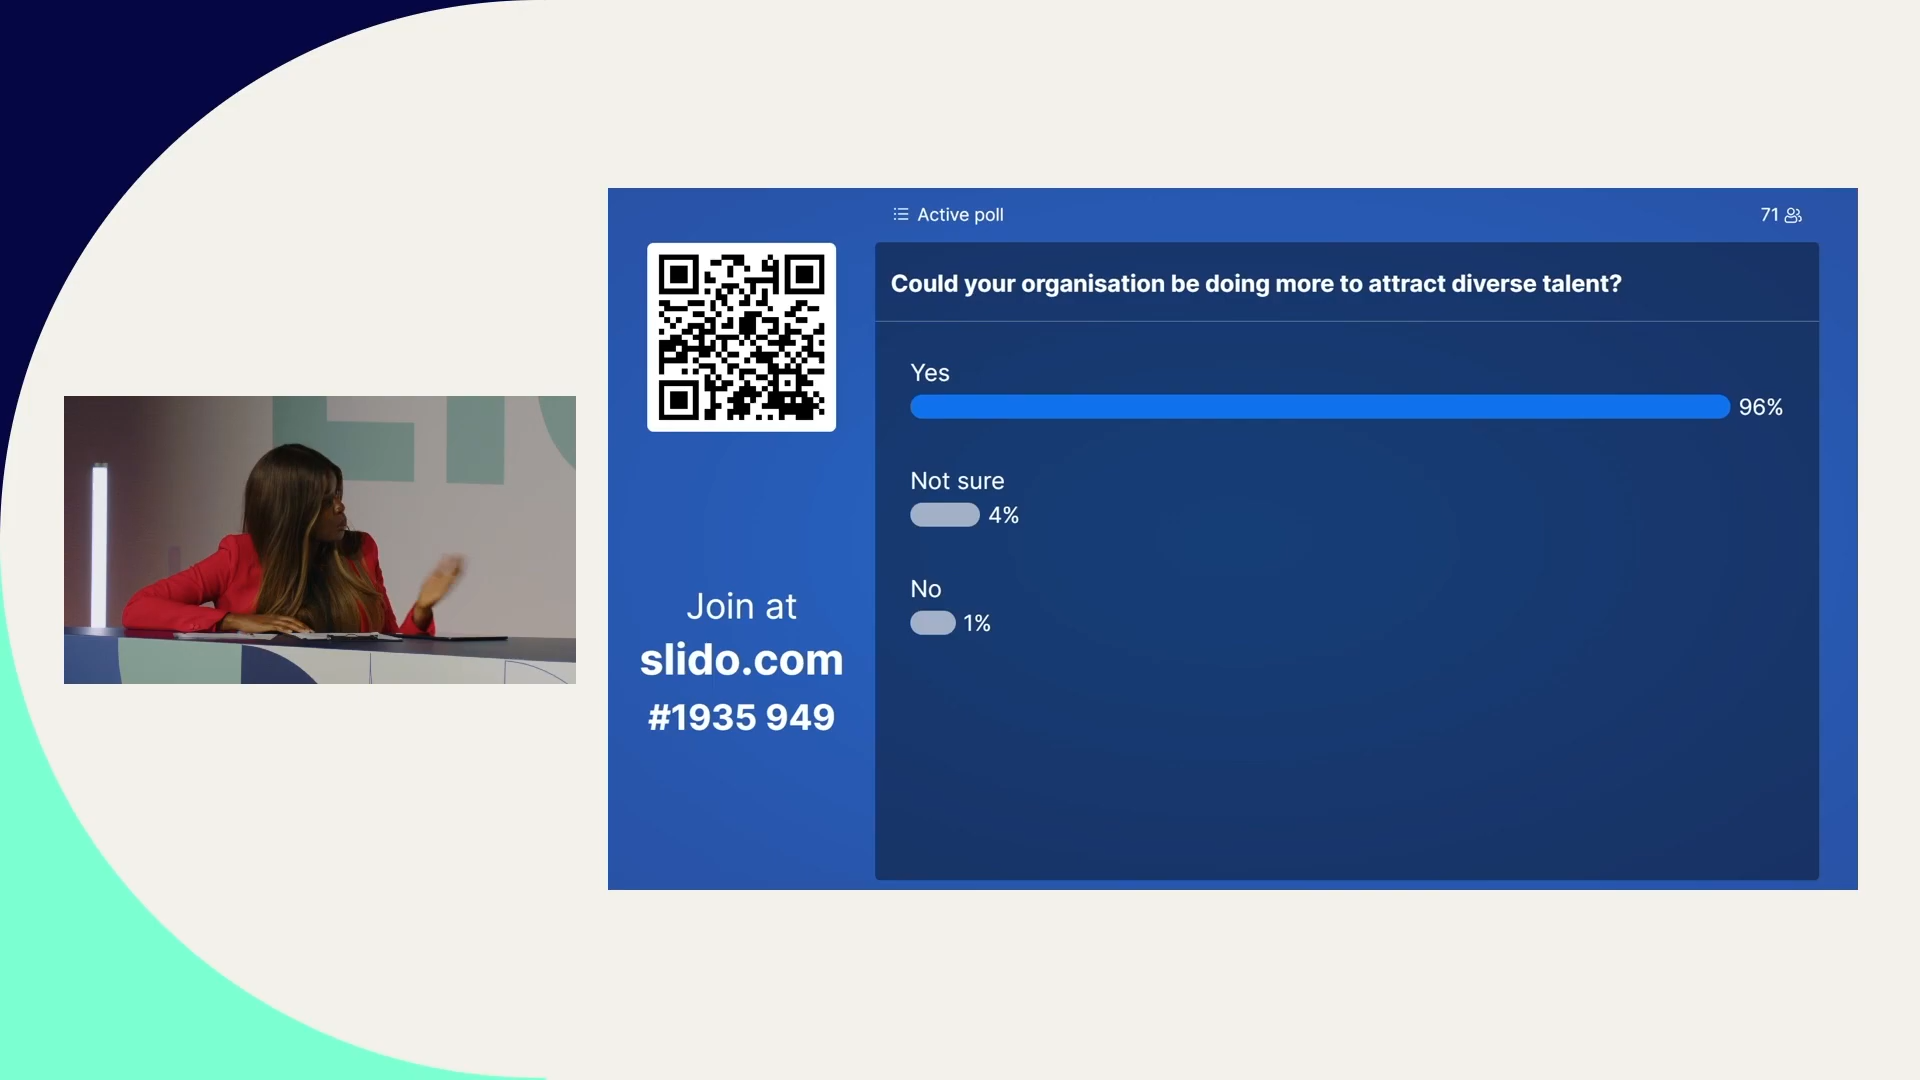 Active poll
71
Could your organisation be doing more to attract diverse talent?
Yes
96%
Not sure
4%
No
1%
Join at
slido.com
#1935 949